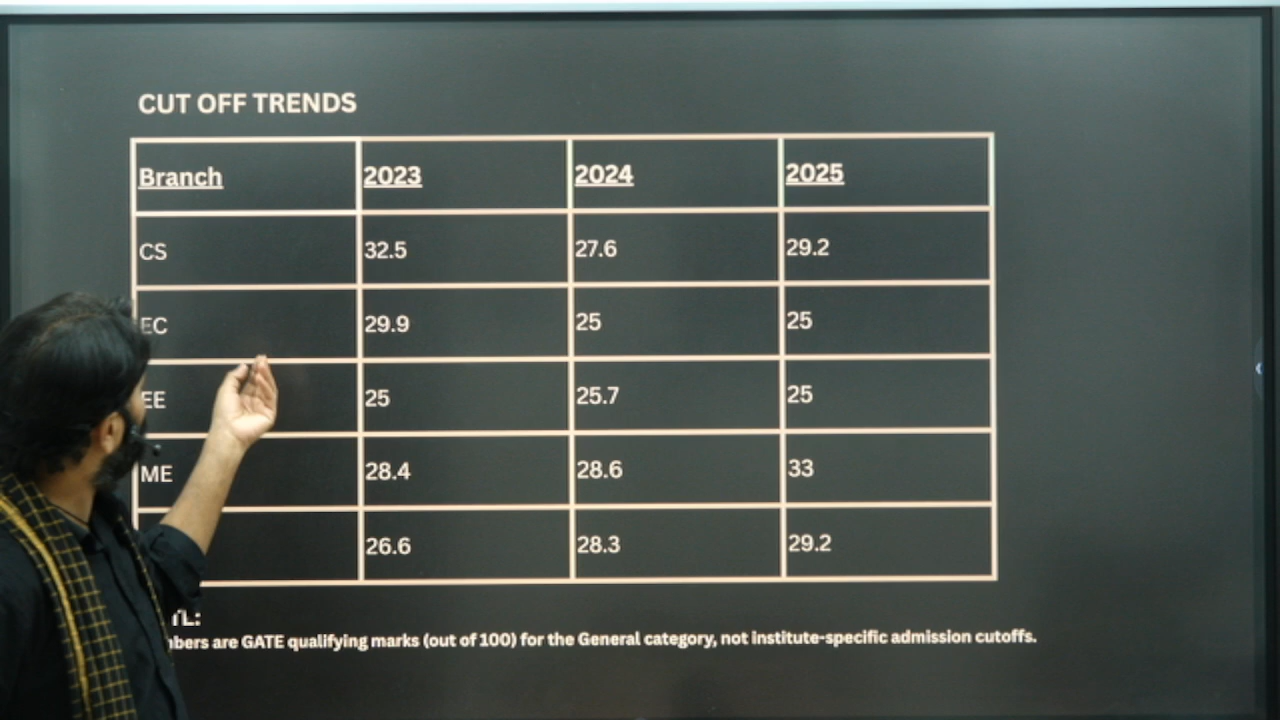 CUT OFF TRENDS
Branch 2023 2024 2025
CS 32.5 27.6 29.2
EC 29.9 25 25
EE 25 25.7 25
ME 28.4 28.6 33
26.6 28.3 29.2
are GATE qualifying marks (out of 100) for the General category, not institute-specific admission cutoffs.